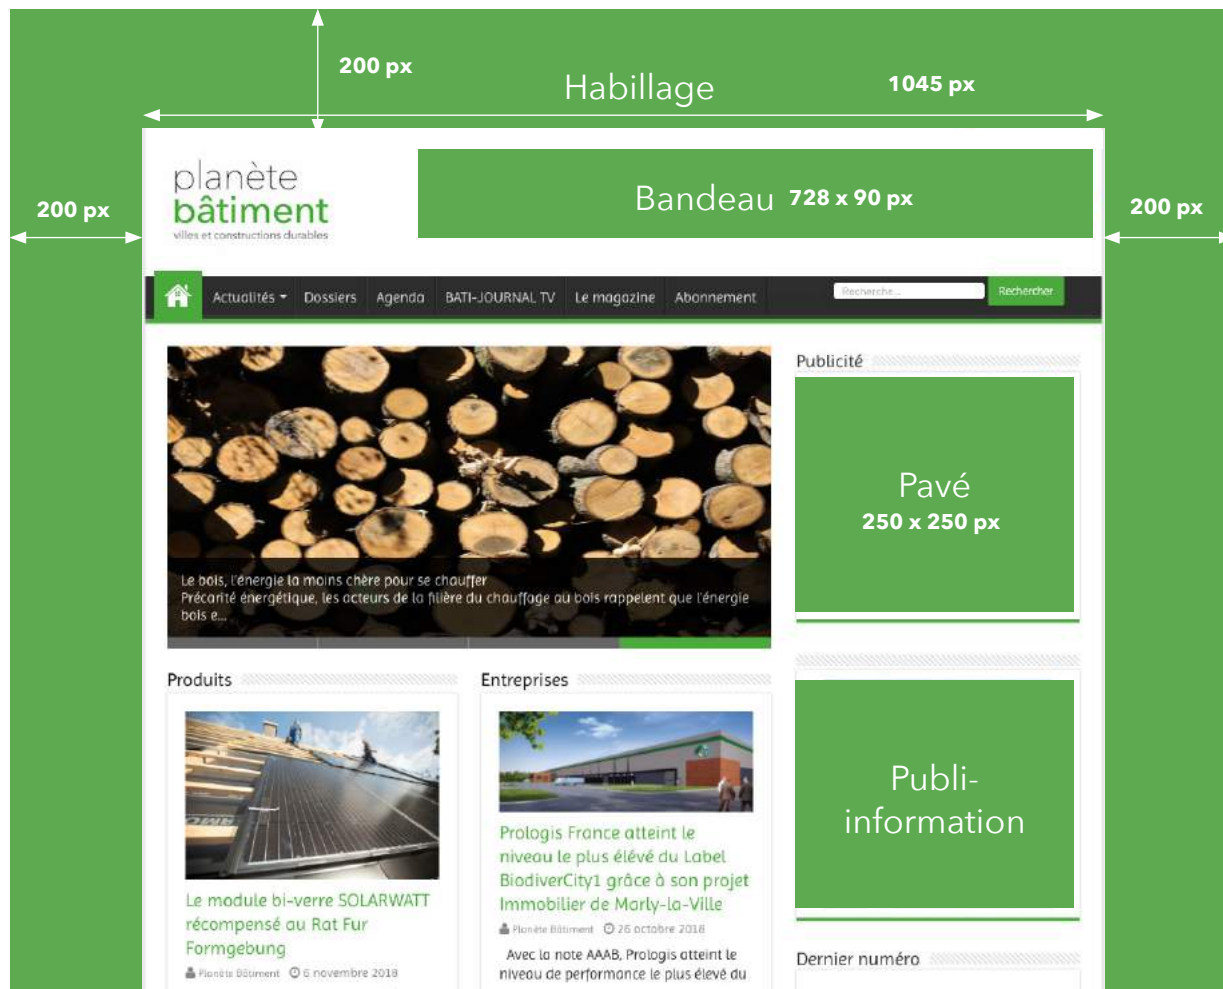 200 px
Habillage
1045 px
planète
bâtiment
villes et constructions durables
Bandeau 728 x 90 px
200 px
200 px
Actualités Dossiers Agenda BATI-JOURNAL TV Le magazine Abonnement
Recherche... Rechercher
Le bois, l'énergie la moins chère pour se chauffer
Précarité énergétique, les acteurs de la filière du chauffage au bois rappelent que l'énergie
bois e...
Publicité
Pavé
250 x 250 px
Publi-
information
Dernier numéro
Produits
Le module bi-verre SOLARWATT
récompensé au Rat Fur
Formgebung
Planète Bâtiment 6 novembre 2018
Entreprises
Prologis France atteint le
niveau le plus élévé du Label
BiodiverCity1 grâce à son projet
Immobilier de Marly-la-Ville
Planète Bâtiment 26 octobre 2018
Avec la note AAAB, Prologis atteint le
niveau de performance le plus élevé du